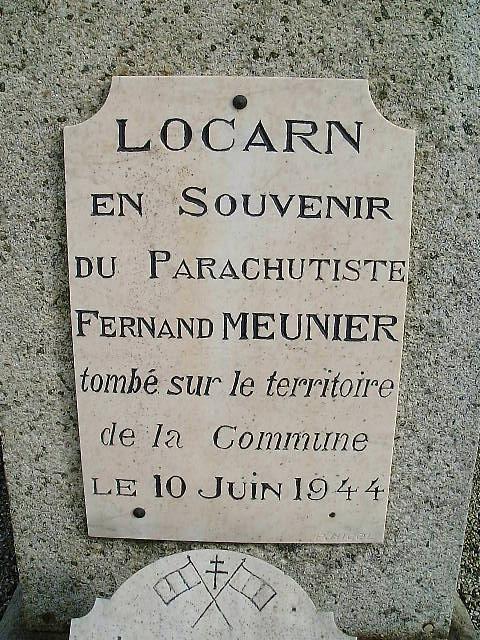 LOCARN
EN SOUVENIR
DU PARACHUTISTE
FERNAND MEUNIER
tombé sur le territoire
de la Commune
LE 10 JUIN 1944